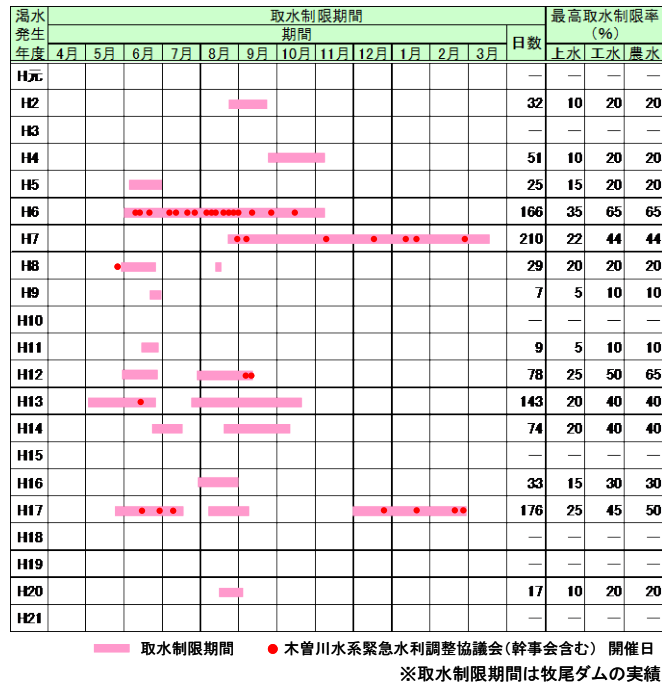 渇水発生年度 取水制限期間 最高取水制限率(%)
期間 日数
4月 5月 6月 7月 8月 9月 10月 11月 12月 1月 2月 3月 上水 工水 農水
H元 — — — —
H2 32 10 20 20
H3 — — — —
H4 51 10 20 20
H5 25 15 20 20
H6 166 35 65 65
H7 210 22 44 44
H8 29 20 20 20
H9 7 5 10 10
H10 — — — —
H11 9 5 10 10
H12 78 25 50 65
H13 143 20 40 40
H14 74 20 40 40
H15 — — — —
H16 33 15 30 30
H17 176 25 45 50
H18 — — — —
H19 — — — —
H20 17 10 20 20
H21 — — — —
取水制限期間 木曽川水系緊急水利調整協議会(幹事会含む) 開催日
※取水制限期間は牧尾ダムの実績